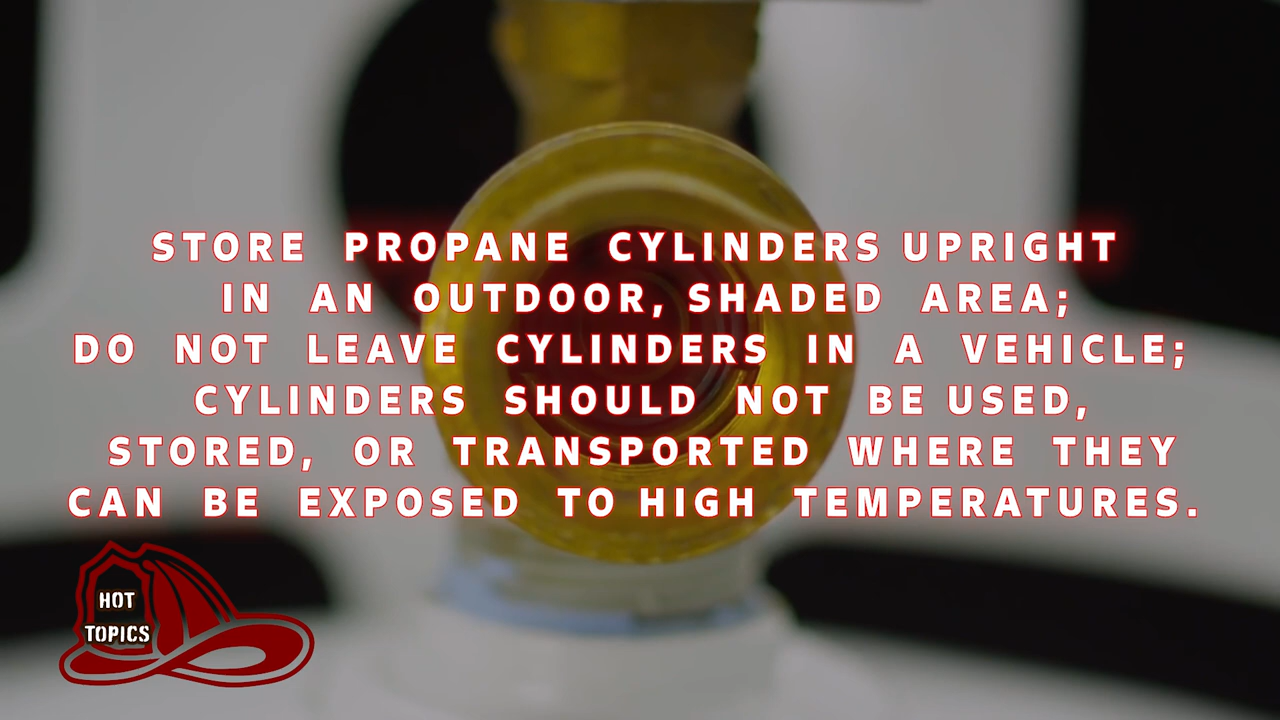 STORE PROPANE CYLINDERS UPRIGHT
IN AN OUTDOOR, SHADED AREA;
DO NOT LEAVE CYLINDERS IN A VEHICLE;
CYLINDERS SHOULD NOT BE USED,
STORED, OR TRANSPORTED WHERE THEY
CAN BE EXPOSED TO HIGH TEMPERATURES.
HOT
TOPICS